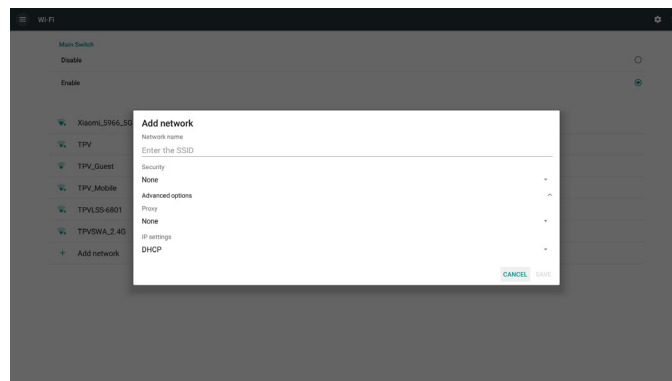 Wi-Fi
Main Switch
Disable
Enable
Xiaomi_5966_5G
TPV
TPV_Guest
TPV_Mobile
TPVLSS-6801
TPVSWA_2.4G
Add network
Add network
Network name
Enter the SSID
Security
None
Advanced options
Proxy
None
IP settings
DHCP
CANCEL SAVE